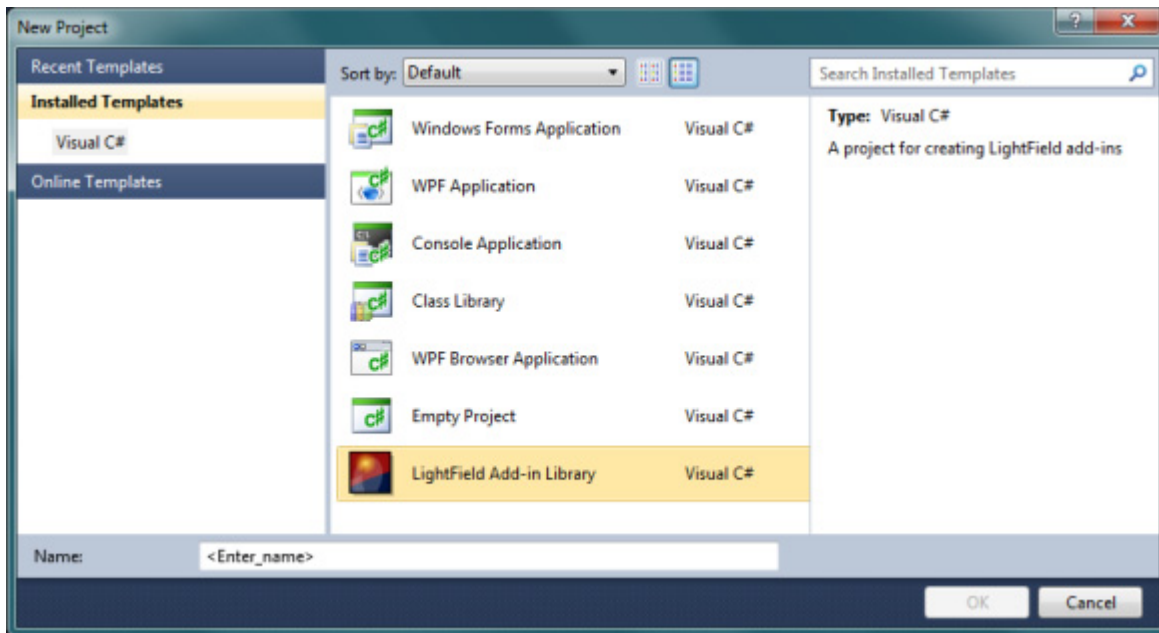 New Project
Recent Templates
Installed Templates
Visual C#
Online Templates
Sort by: Default
Windows Forms Application Visual C#
WPF Application Visual C#
Console Application Visual C#
Class Library Visual C#
WPF Browser Application Visual C#
Empty Project Visual C#
LightField Add-in Library Visual C#
Search Installed Templates
Type: Visual C#
A project for creating LightField add-ins
Name: <Enter_name>
OK Cancel